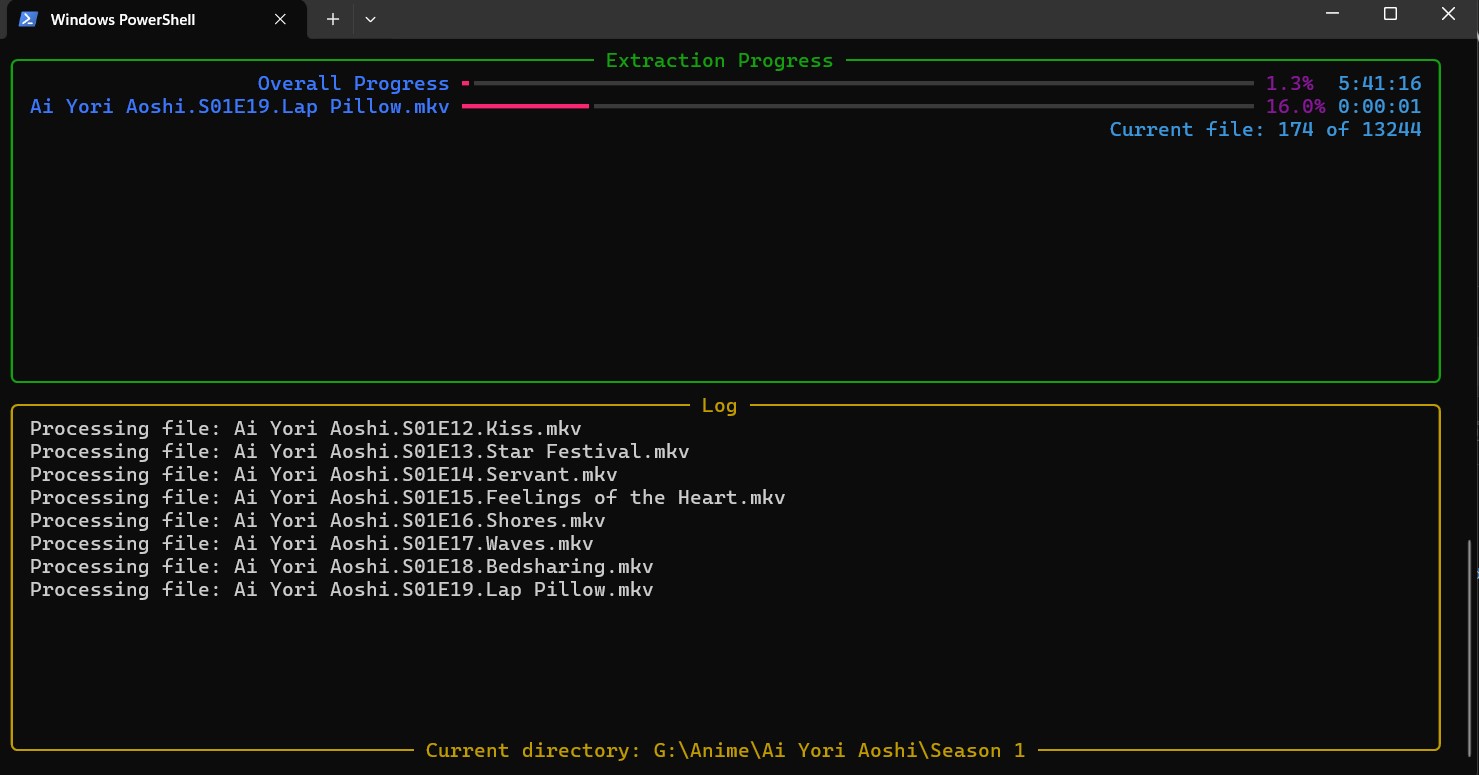 Windows PowerShell
Extraction Progress
Overall Progress 1.3% 5:41:16
Ai Yori Aoshi.S01E19.Lap Pillow.mkv 16.0% 0:00:01
Current file: 174 of 13244
Log
Processing file: Ai Yori Aoshi.S01E12.Kiss.mkv
Processing file: Ai Yori Aoshi.S01E13.Star Festival.mkv
Processing file: Ai Yori Aoshi.S01E14.Servant.mkv
Processing file: Ai Yori Aoshi.S01E15.Feelings of the Heart.mkv
Processing file: Ai Yori Aoshi.S01E16.Shores.mkv
Processing file: Ai Yori Aoshi.S01E17.Waves.mkv
Processing file: Ai Yori Aoshi.S01E18.Bedsharing.mkv
Processing file: Ai Yori Aoshi.S01E19.Lap Pillow.mkv
Current directory: G:\Anime\Ai Yori Aoshi\Season 1